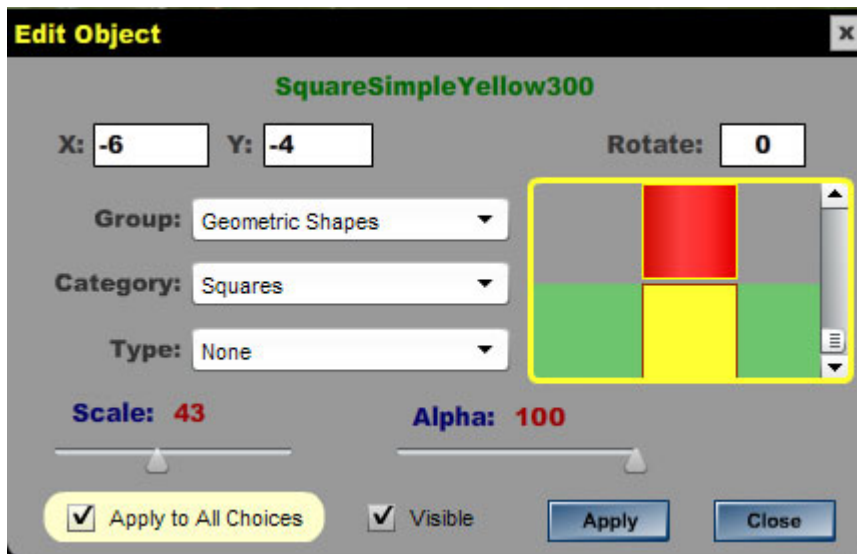 Edit Object x
SquareSimpleYellow300
X: -6 Y: -4 Rotate: 0
Group: Geometric Shapes
Category: Squares
Type: None
Scale: 43 Alpha: 100
Apply to All Choices Visible Apply Close